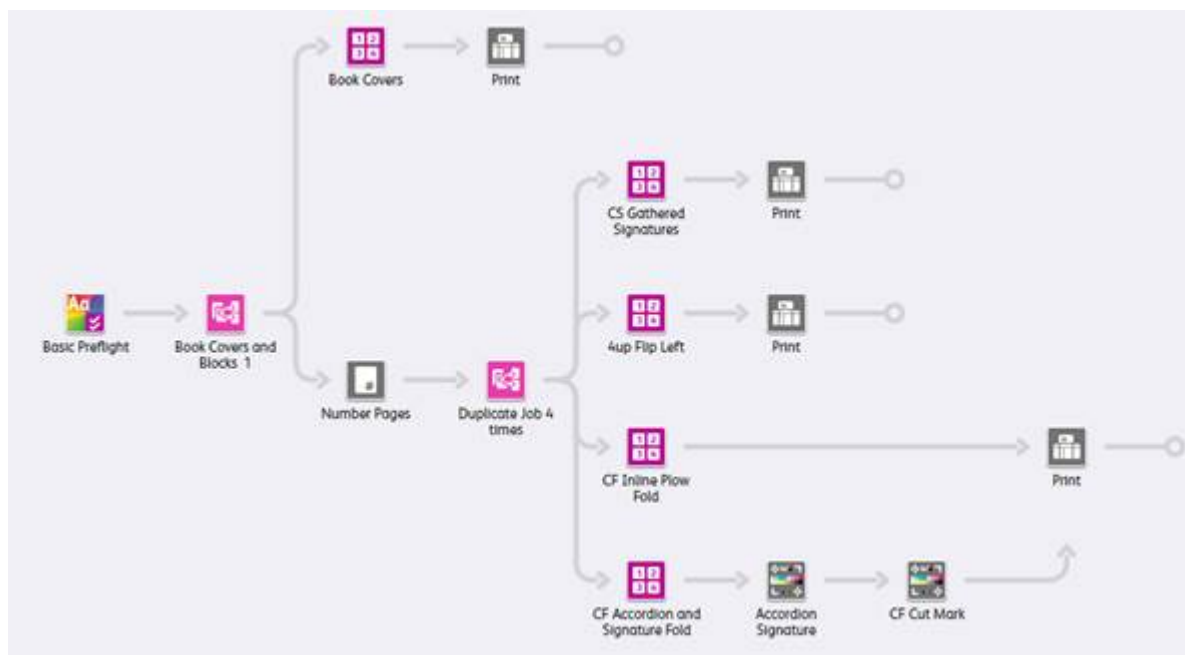 Book Covers
Print
CS Gathered
Signatures
Print
Aa
Basic Preflight
Book Covers and
Blocks 1
4up Flip Left
Print
Number Pages
Duplicate Job 4
times
CF Inline Plow
Fold
Print
CF Accordion and
Signature Fold
Accordion
Signature
CF Cut Mark